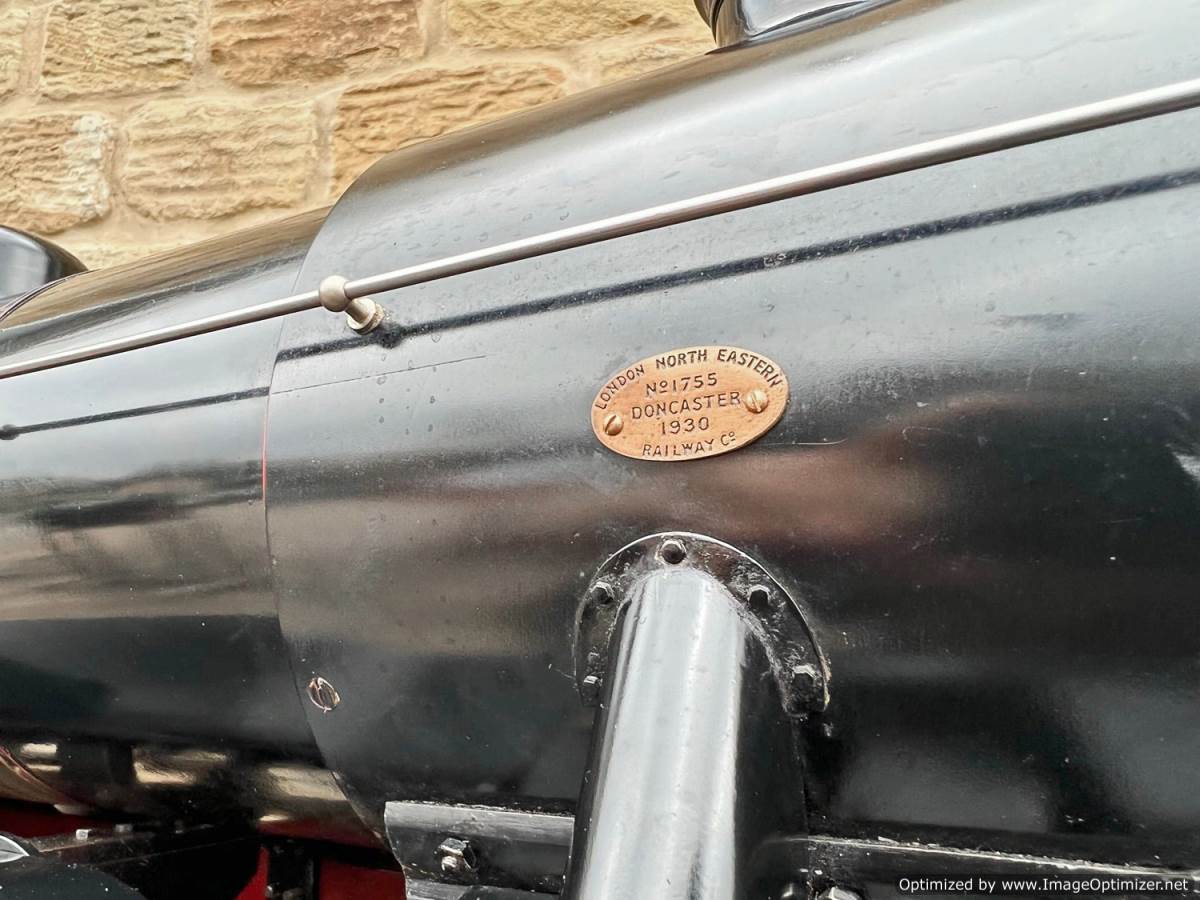 LONDON NORTH EASTERN
Nº1755
DONCASTER
1930
RAILWAY Cº
Optimized by www.ImageOptimizer.net